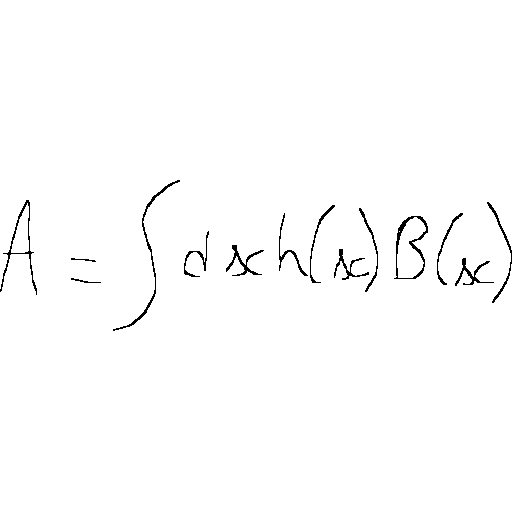 A = ∫ dx h(x) B(x)